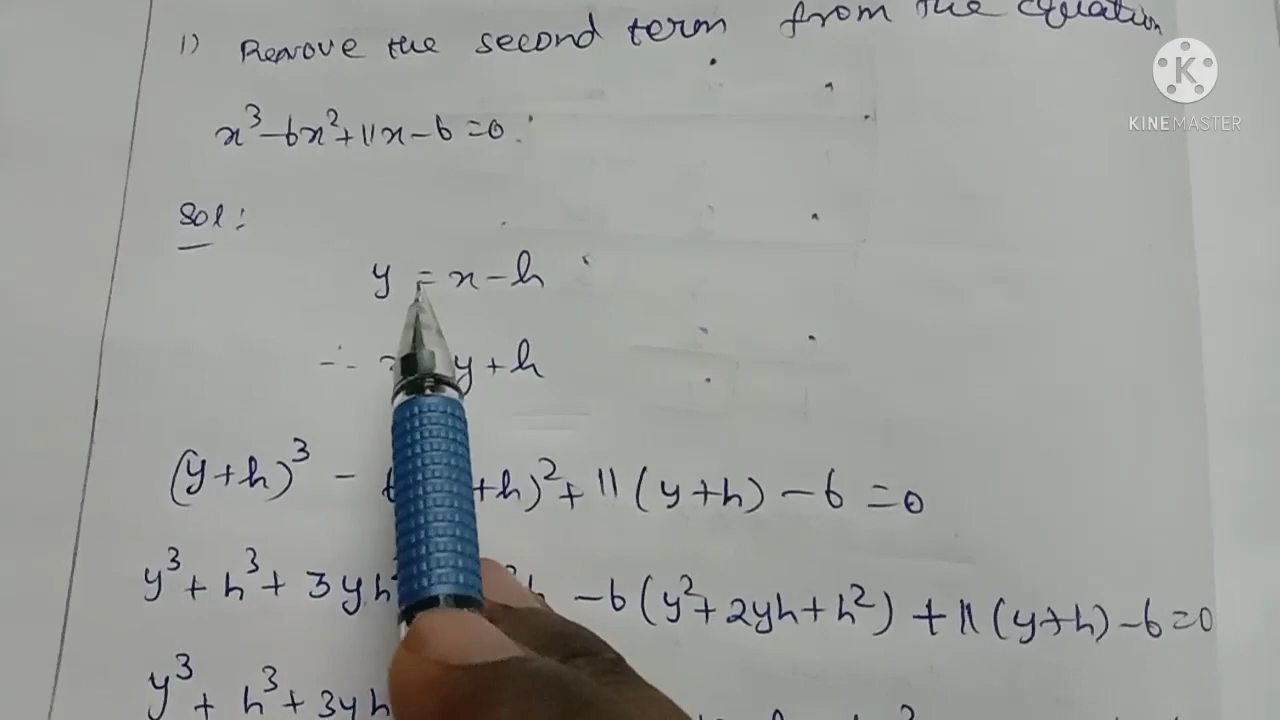 1) Remove the second term from the equation
K
KINEMASTER
x³-6x²+11x-6=0.
Sol:
y = x-h
∴ y+h
(y+h)³ - +h)²+11(y+h)-6=0
y³+h³+3yh -6(y²+2yh+h²)+11(y+h)-6=0
y³+h³+3yh